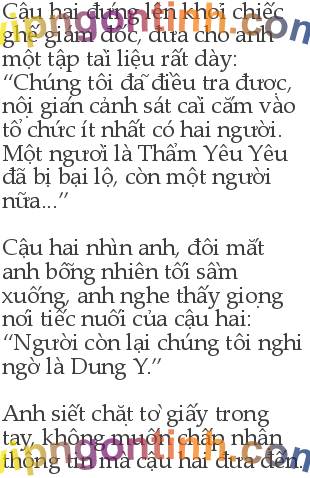 Cậu hai đứng lên khỏi chiếc
ghế giám đốc, đưa cho anh
một tập tài liệu rất dày:
“Chúng tôi đã điều tra được,
nội gián cảnh sát cài cắm vào
tổ chức ít nhất có hai người.
Một người là Thẩm Yêu Yêu
đã bị bại lộ, còn một người
nữa...”
Cậu hai nhìn anh, đôi mắt
anh bỗng nhiên tối sầm
xuống, anh nghe thấy giọng
nói tiếc nuối của cậu hai:
“Người còn lại chúng tôi nghi
ngờ là Dung Y.”
Anh siết chặt tờ giấy trong
tay, không muốn chấp nhận
thông tin mà cậu hai đưa đến.
vipngontinh.com
vipngontinh.com